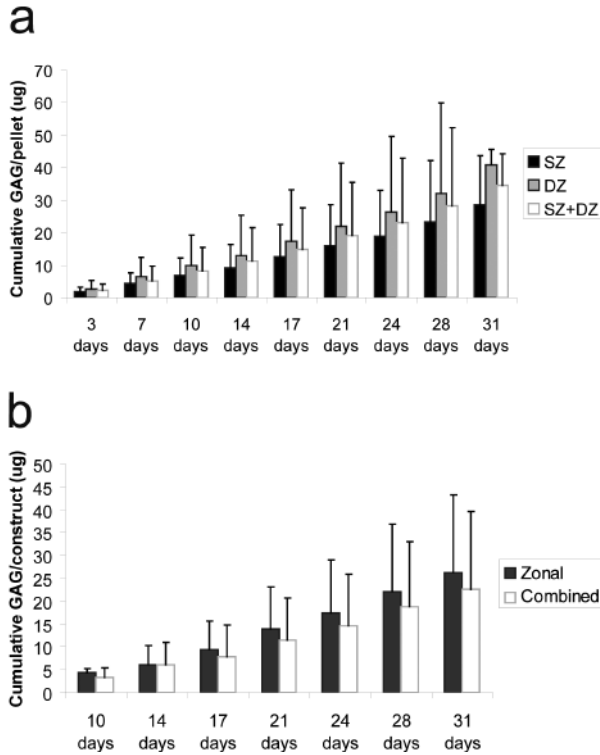 a
Cumulative GAG/pellet (ug)
70
60
50
40
30
20
10
0
3 7 10 14 17 21 24 28 31
days days days days days days days days days
SZ
DZ
SZ+DZ
b
Cumulative GAG/construct (ug)
50
45
40
35
30
25
20
15
10
5
0
10 14 17 21 24 28 31
days days days days days days days
Zonal
Combined